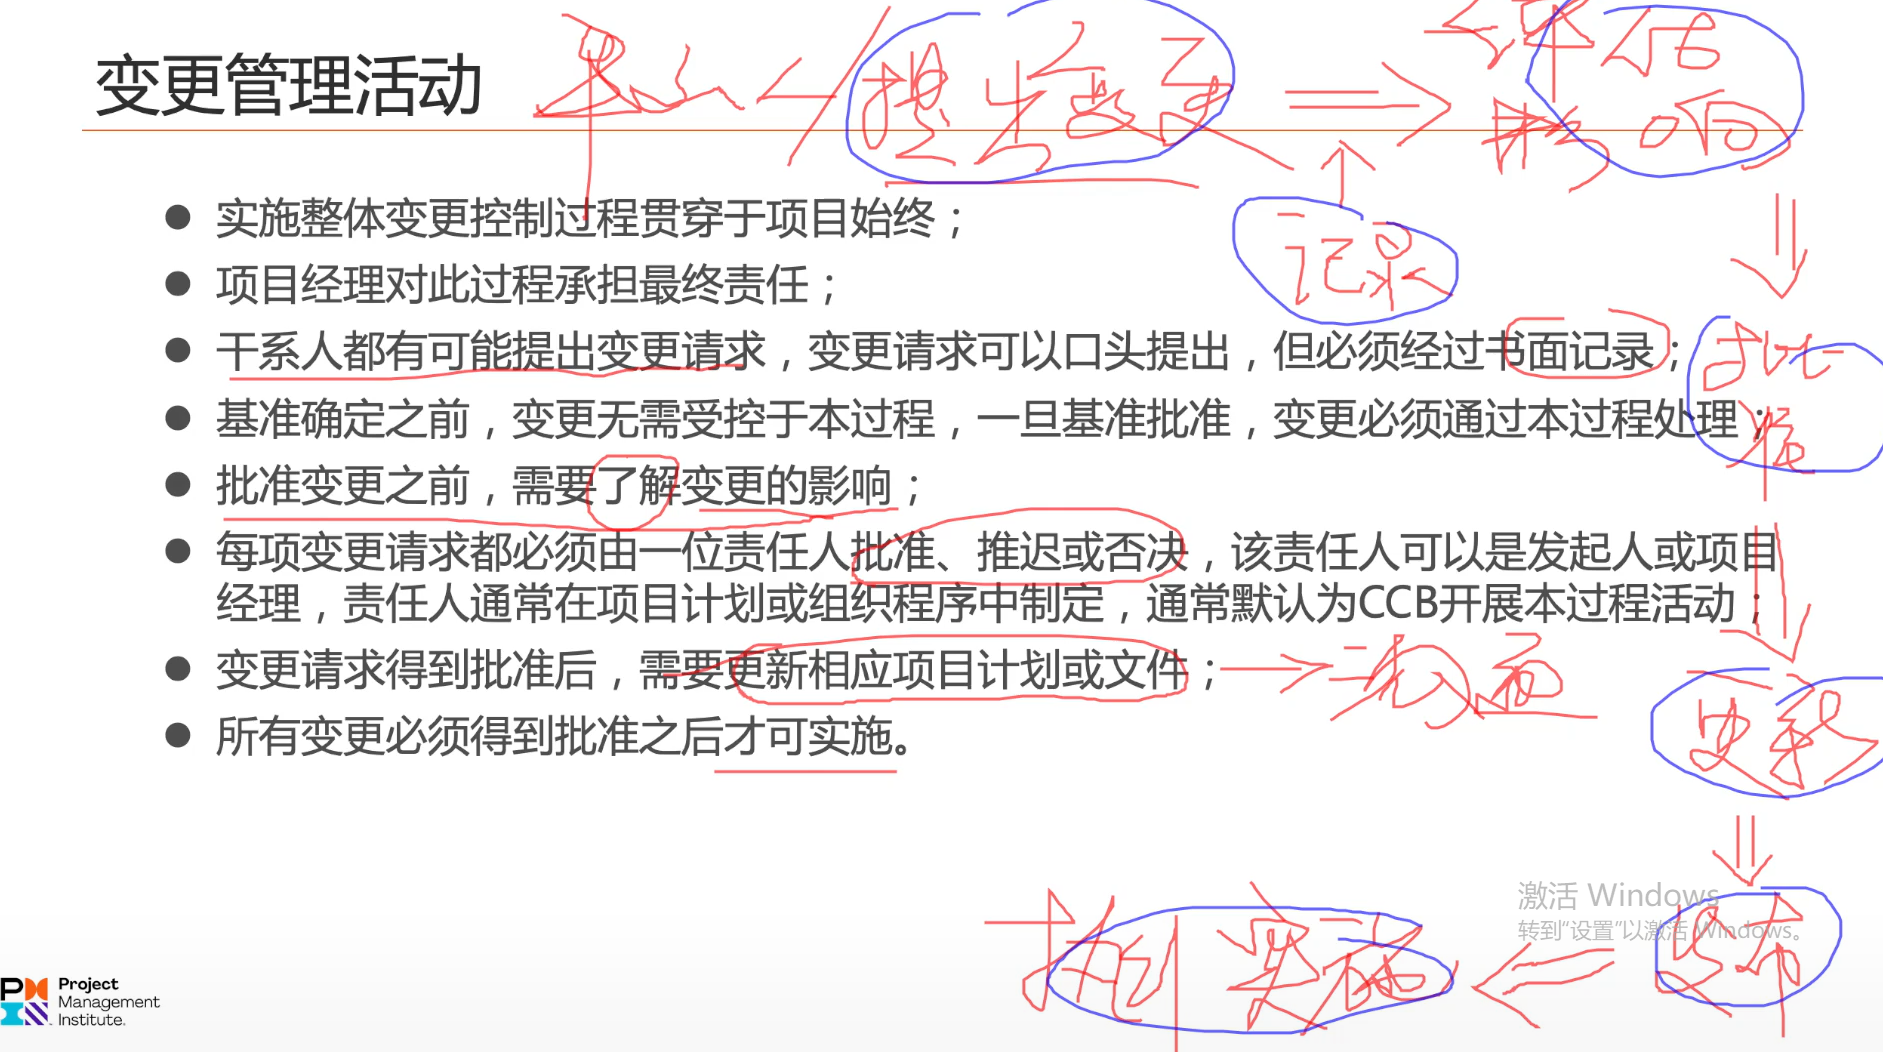 变更管理活动
提出变更
评估
影响
记录
● 实施整体变更控制过程贯穿于项目始终；
● 项目经理对此过程承担最终责任；
● 干系人都有可能提出变更请求，变更请求可以口头提出，但必须经过书面记录；
批准
● 基准确定之前，变更无需受控于本过程，一旦基准批准，变更必须通过本过程处理；
● 批准变更之前，需要了解变更的影响；
● 每项变更请求都必须由一位责任人批准、推迟或否决，该责任人可以是发起人或项目
经理，责任人通常在项目计划或组织程序中制定，通常默认为CCB开展本过程活动；
● 变更请求得到批准后，需要更新相应项目计划或文件；
更新
● 所有变更必须得到批准之后才可实施。
激活 Windows
转到“设置”以激活 Windows。
实施
Project
Management
Institute.